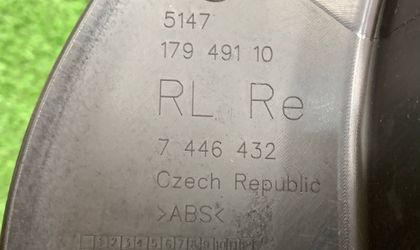 5147
179 491 10
RL Re
7 446 432
Czech Republic
>ABS<